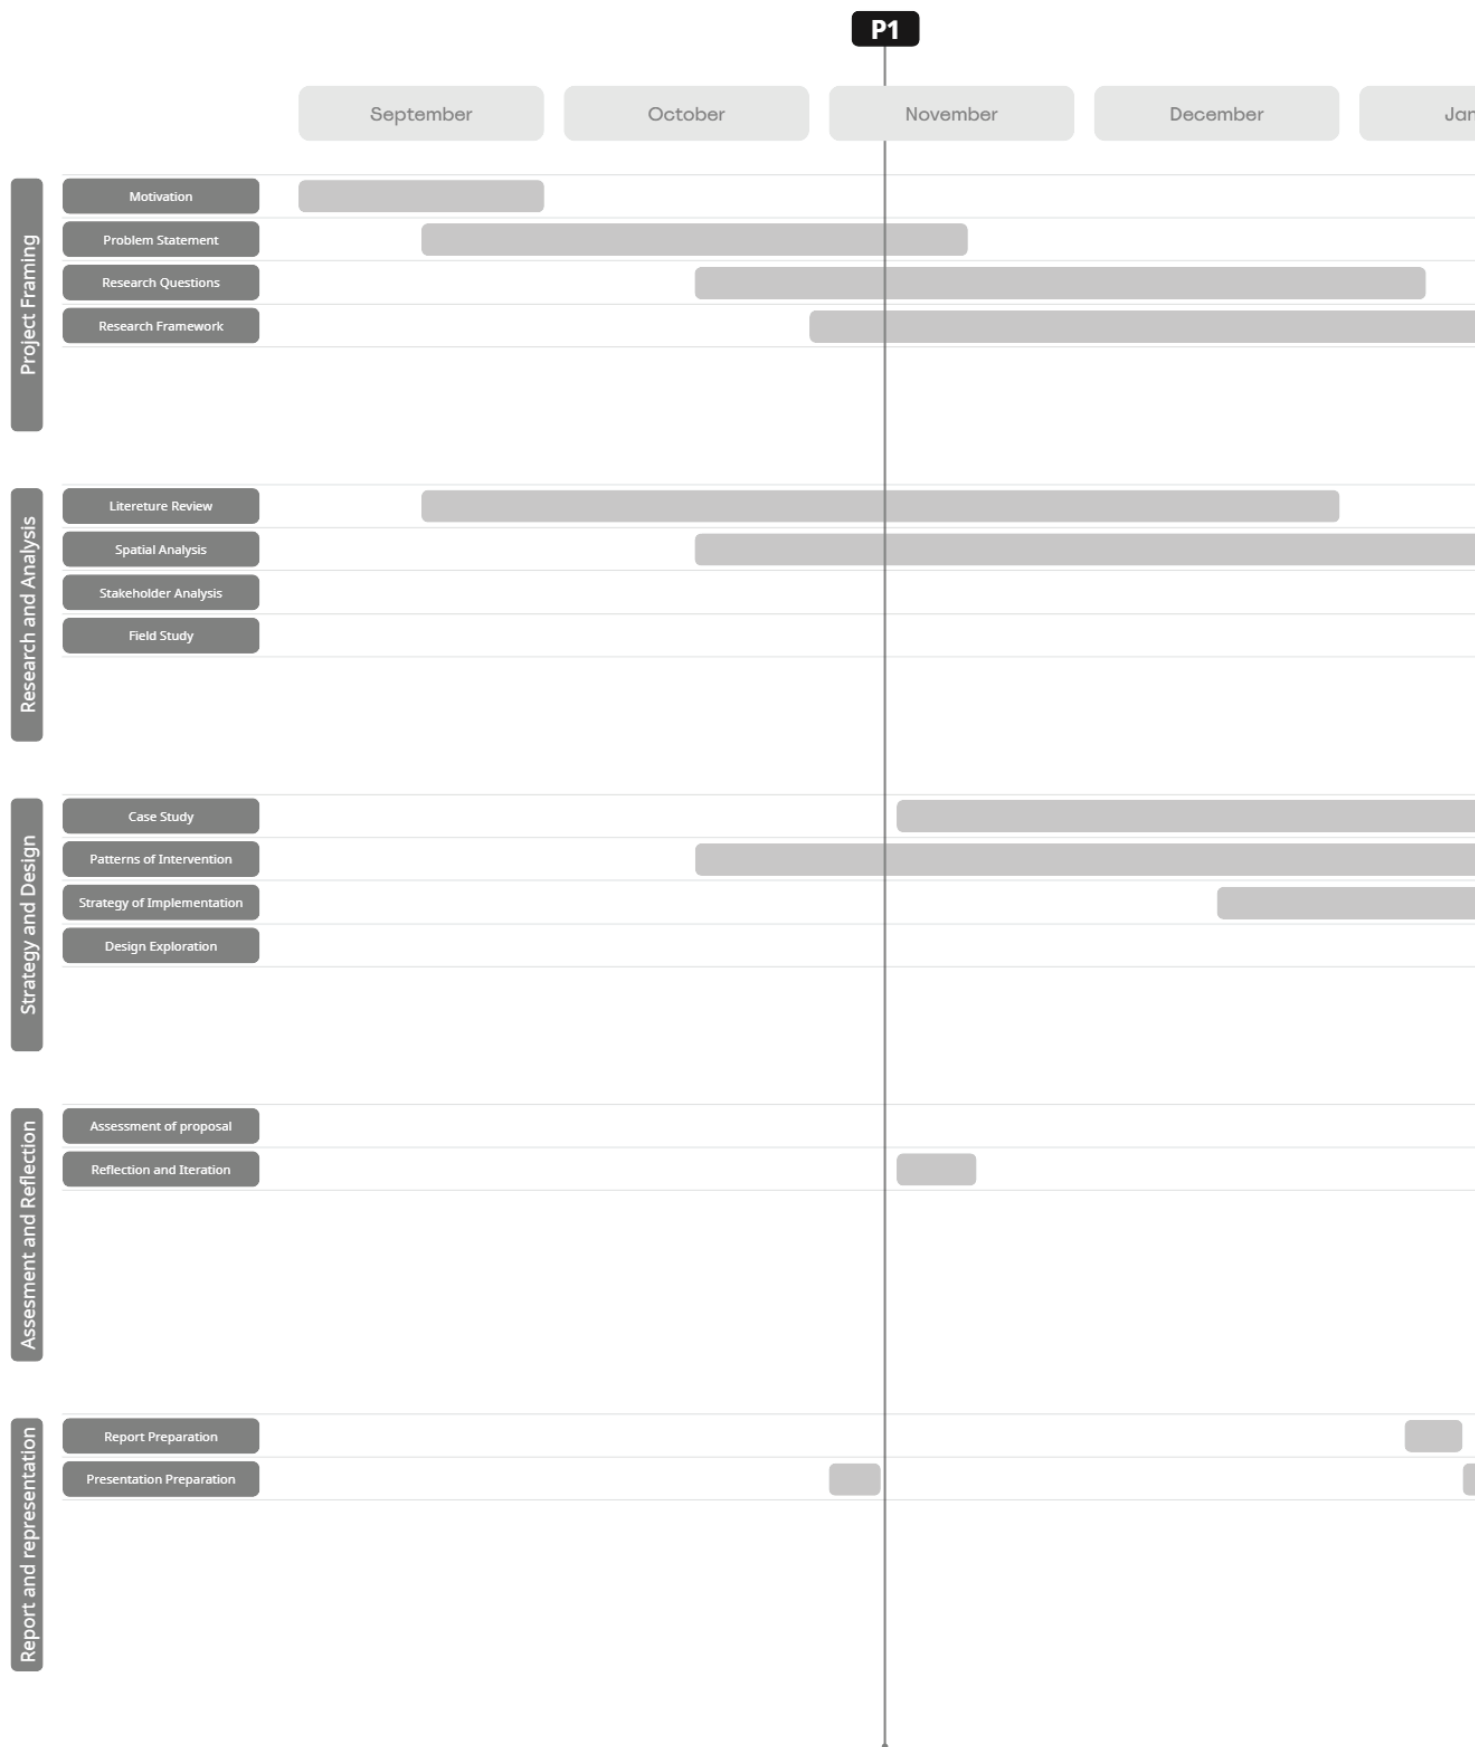 P1
September
October
November
December
Jan
Project Framing
Motivation
Problem Statement
Research Questions
Research Framework
Research and Analysis
Litereture Review
Spatial Analysis
Stakeholder Analysis
Field Study
Strategy and Design
Case Study
Patterns of Intervention
Strategy of Implementation
Design Exploration
Assesment and Reflection
Assessment of proposal
Reflection and Iteration
Report and representation
Report Preparation
Presentation Preparation